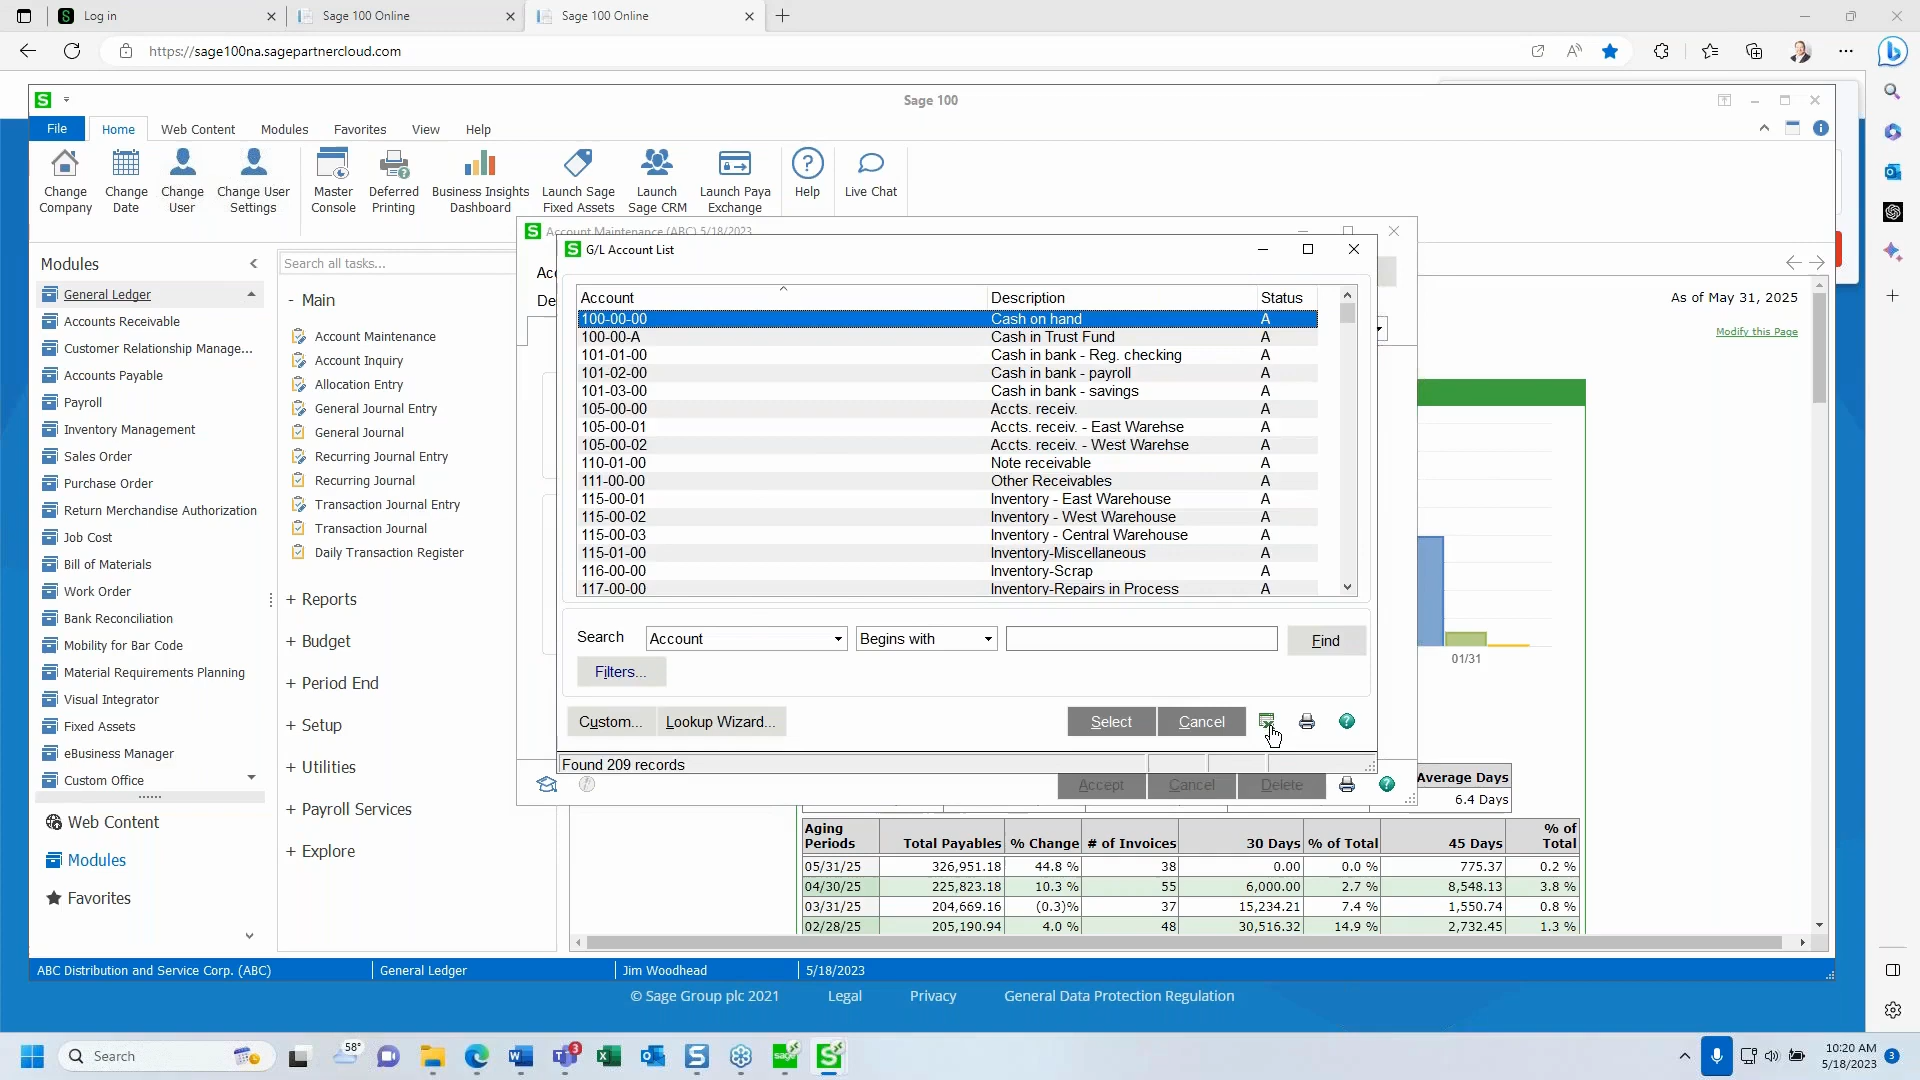 Log in
Sage 100 Online
Sage 100 Online
https://sage100na.sagepartnercloud.com
Sage 100
File
Home
Web Content
Modules
Favorites
View
Help
Change Company
Change Date
Change User
Change User Settings
Master Console
Deferred Printing
Business Insights Dashboard
Launch Sage Fixed Assets
Launch Sage CRM
Launch Paya Exchange
Help
Live Chat
Modules
General Ledger
Accounts Receivable
Customer Relationship Manage...
Accounts Payable
Payroll
Inventory Management
Sales Order
Purchase Order
Return Merchandise Authorization
Job Cost
Bill of Materials
Work Order
Bank Reconciliation
Mobility for Bar Code
Material Requirements Planning
Visual Integrator
Fixed Assets
eBusiness Manager
Custom Office
Web Content
Modules
Favorites
Search all tasks...
- Main
Account Maintenance
Account Inquiry
Allocation Entry
General Journal Entry
General Journal
Recurring Journal Entry
Recurring Journal
Transaction Journal Entry
Transaction Journal
Daily Transaction Register
+ Reports
+ Budget
+ Period End
+ Setup
+ Utilities
+ Payroll Services
+ Explore
Account Maintenance (ABC) 5/18/2023
Acc
De
G/L Account List
Account Description Status
100-00-00 Cash on hand A
100-00-A Cash in Trust Fund A
101-01-00 Cash in bank - Reg. checking A
101-02-00 Cash in bank - payroll A
101-03-00 Cash in bank - savings A
105-00-00 Accts. receiv. A
105-00-01 Accts. receiv. - East Warehse A
105-00-02 Accts. receiv. - West Warehse A
110-01-00 Note receivable A
111-00-00 Other Receivables A
115-00-01 Inventory - East Warehouse A
115-00-02 Inventory - West Warehouse A
115-00-03 Inventory - Central Warehouse A
115-01-00 Inventory-Miscellaneous A
116-00-00 Inventory-Scrap A
117-00-00 Inventory-Repairs in Process A
Search Account Begins with Find
Filters...
Custom... Lookup Wizard... Select Cancel
Found 209 records
Accept Cancel Delete
As of May 31, 2025
Modify this Page
01/31
Average Days
6.4 Days
Aging Periods Total Payables % Change # of Invoices 30 Days % of Total 45 Days % of Total
05/31/25 326,951.18 44.8 % 38 0.00 0.0 % 775.37 0.2 %
04/30/25 225,823.18 10.3 % 55 6,000.00 2.7 % 8,548.13 3.8 %
03/31/25 204,669.16 (0.3)% 37 15,234.21 7.4 % 1,550.74 0.8 %
02/28/25 205,190.94 4.0 % 48 30,516.32 14.9 % 2,732.45 1.3 %
ABC Distribution and Service Corp. (ABC) General Ledger Jim Woodhead 5/18/2023
© Sage Group plc 2021 Legal Privacy General Data Protection Regulation
Search
58°
3
sage
10:20 AM
5/18/2023
3